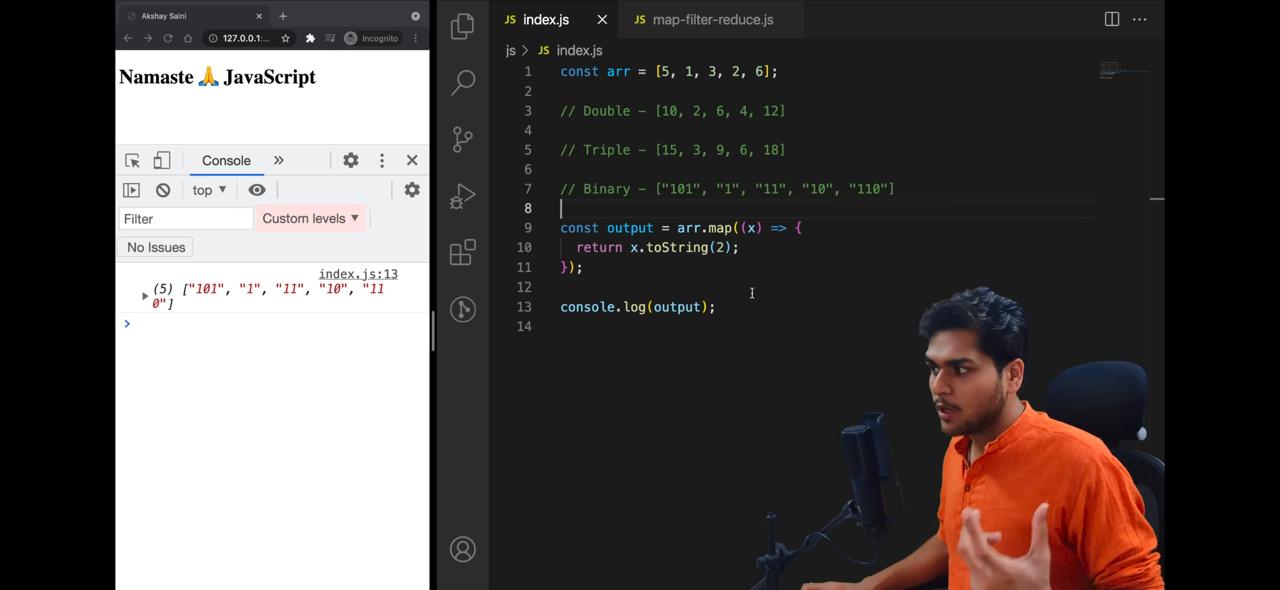 Akshay Saini
127.0.0.1:...
Incognito
Namaste 🙏 JavaScript
Console
top
Filter
Custom levels
No Issues
index.js:13
(5) ["101", "1", "11", "10", "11
0"]
JS index.js
JS map-filter-reduce.js
js > JS index.js
1 const arr = [5, 1, 3, 2, 6];
2
3 // Double – [10, 2, 6, 4, 12]
4
5 // Triple – [15, 3, 9, 6, 18]
6
7 // Binary – ["101", "1", "11", "10", "110"]
8
9 const output = arr.map((x) => {
10 return x.toString(2);
11 });
12
13 console.log(output);
14